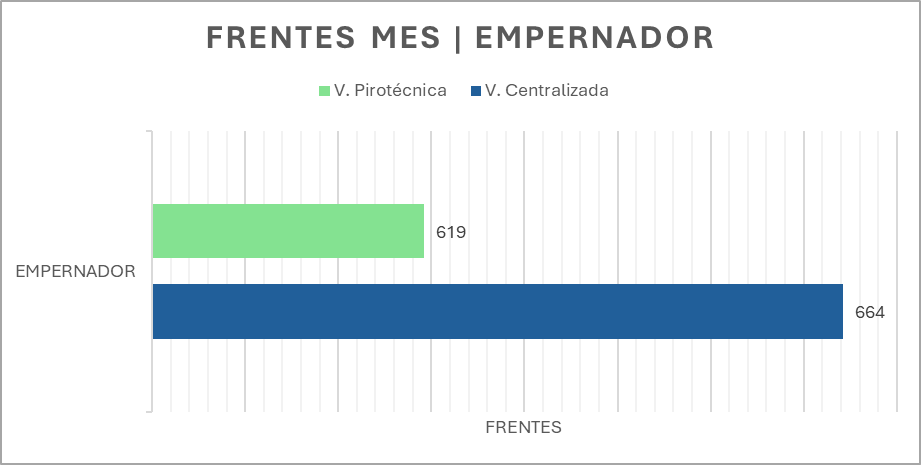 FRENTES MES | EMPERNADOR
V. Pirotécnica V. Centralizada
619
EMPERNADOR
664
FRENTES